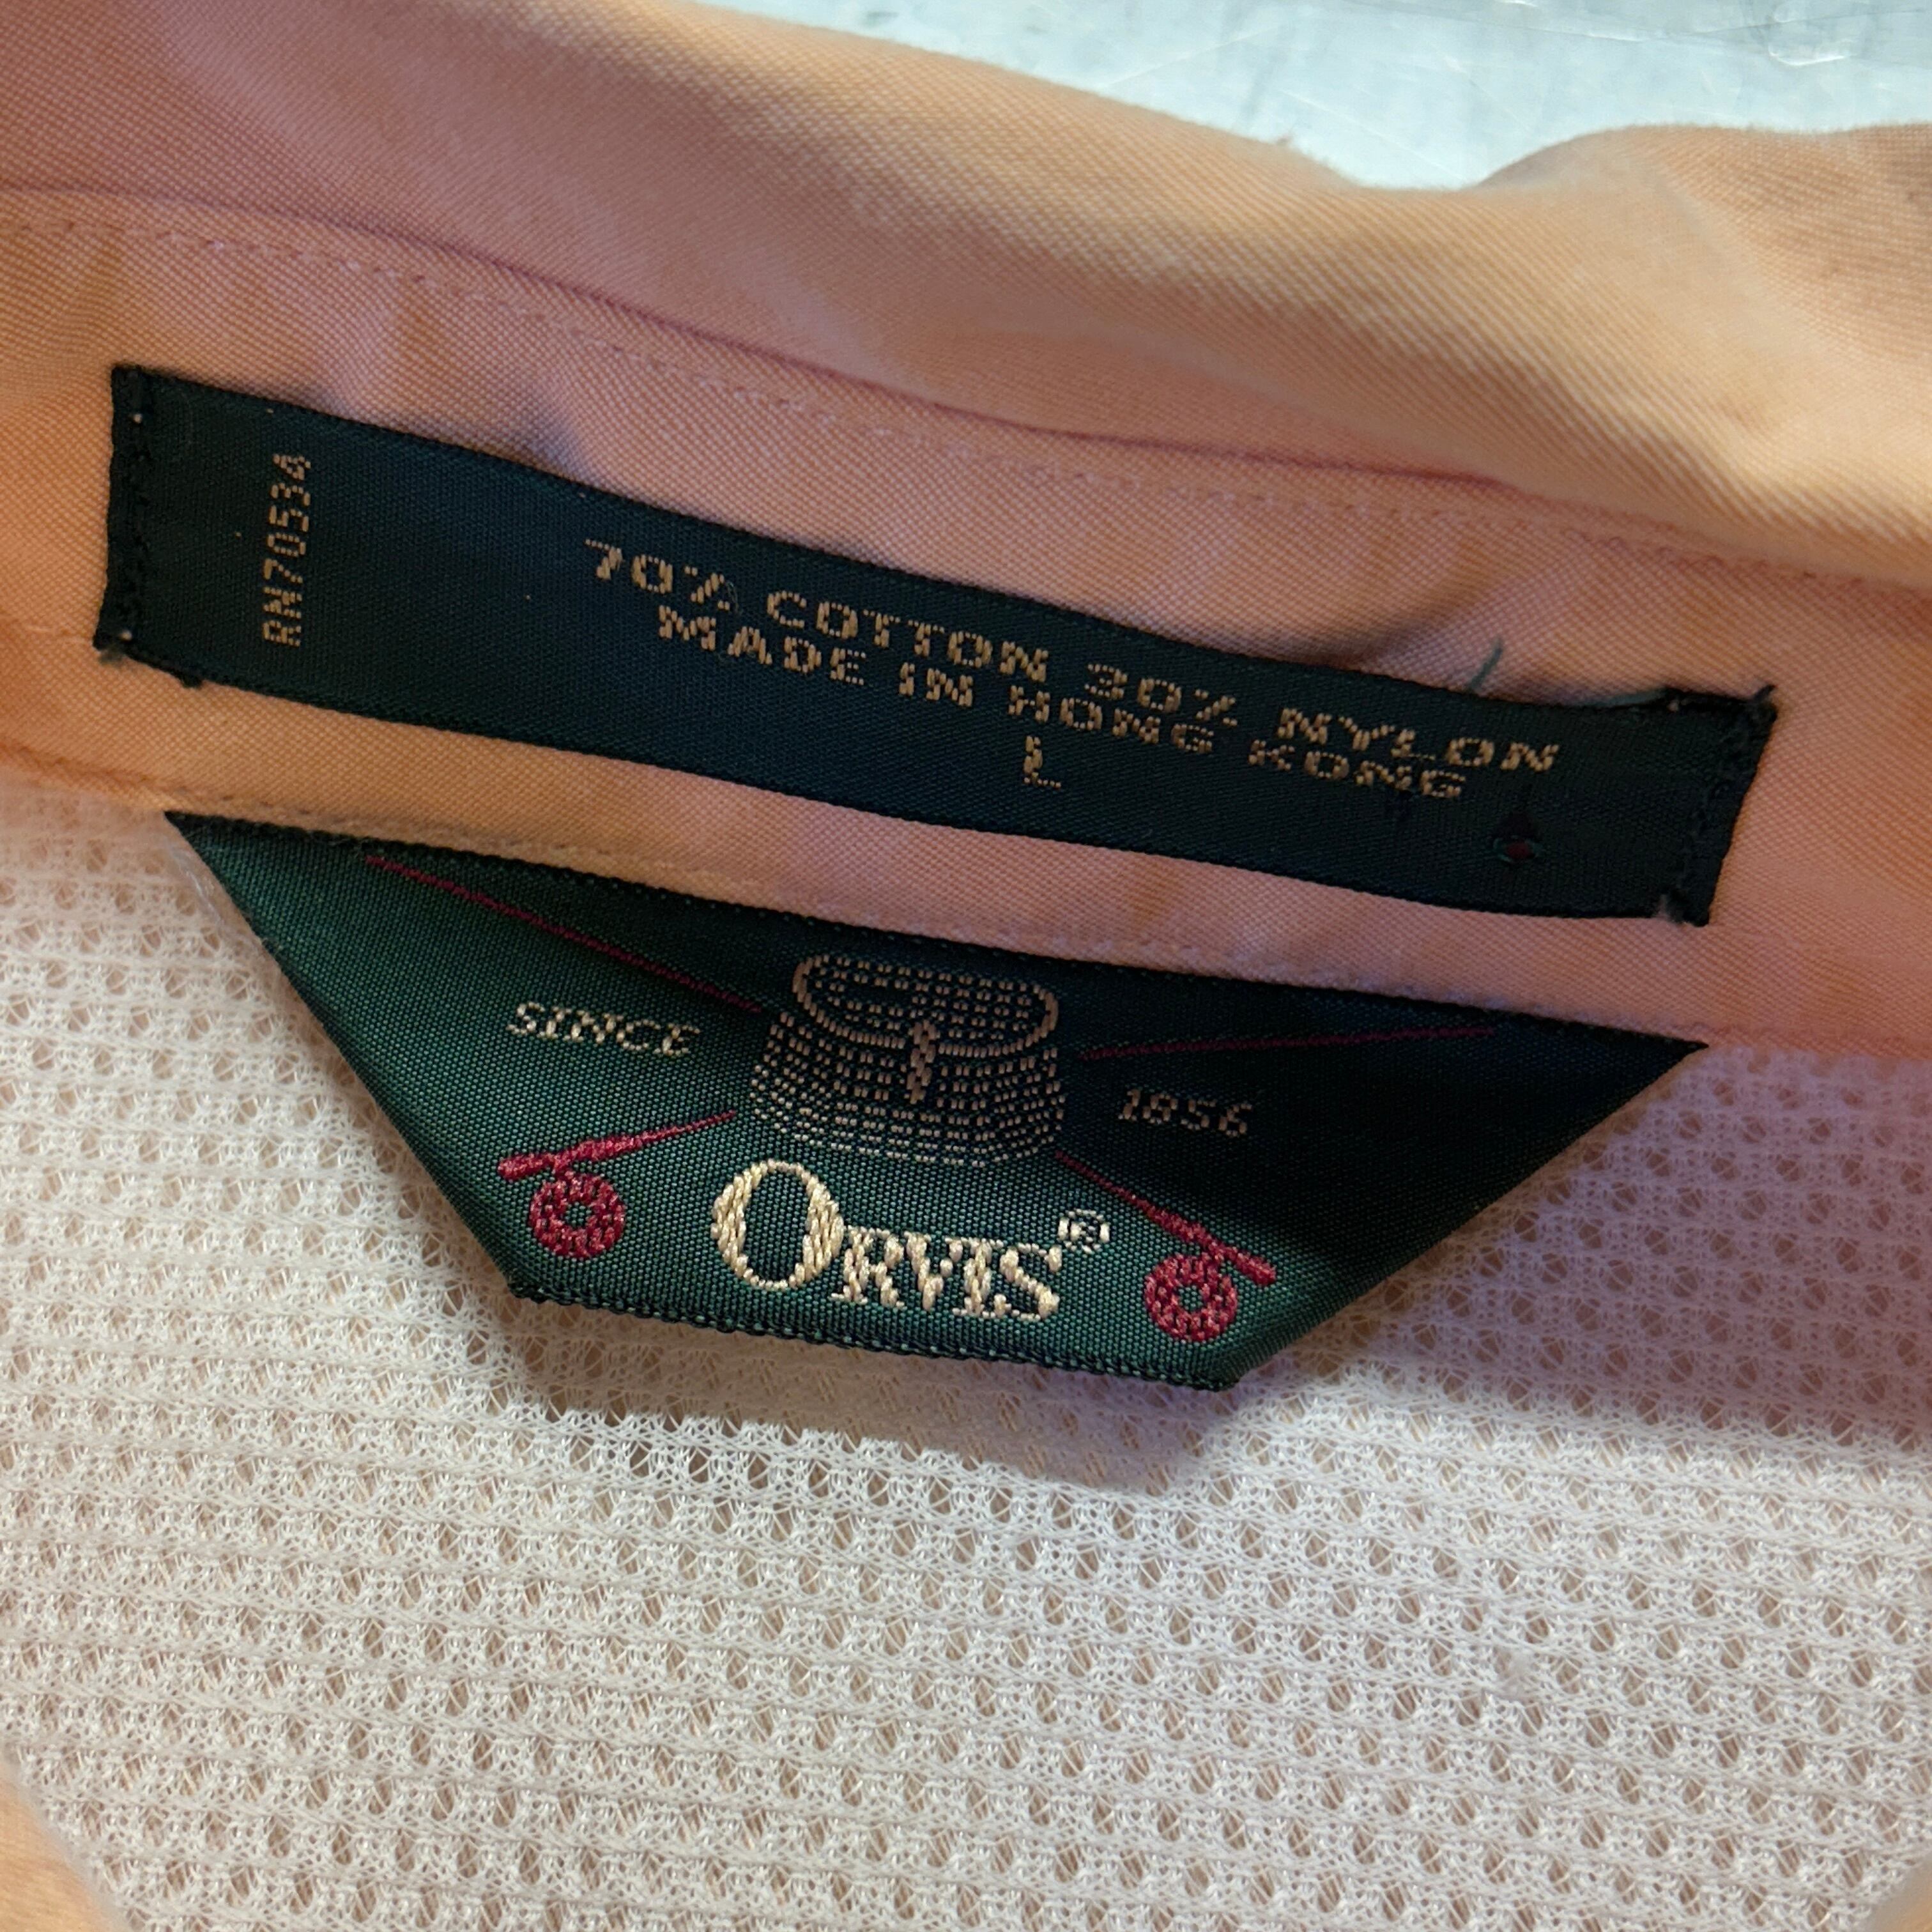 RN70534
70% COTTON 30% NYLON
MADE IN HONG KONG
L
SINCE 1856
ORVIS®